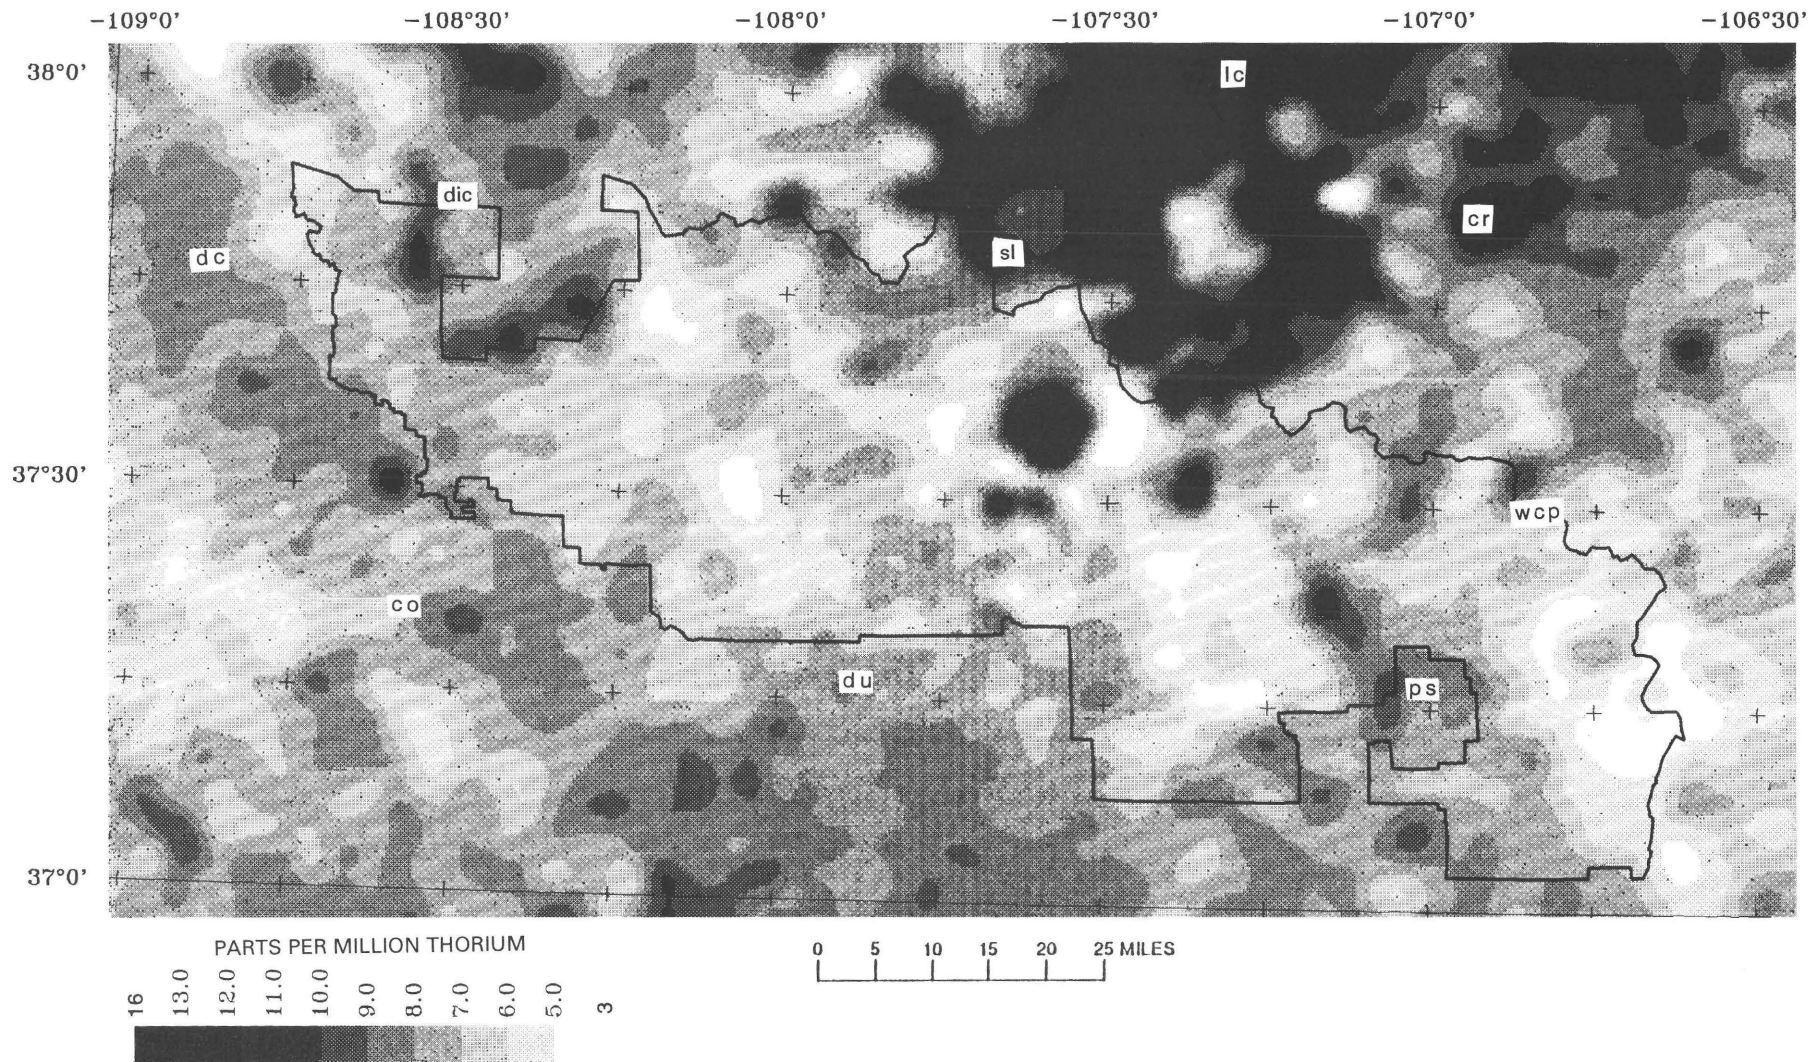 -109°0' -108°30' -108°0' -107°30' -107°0' -106°30'
38°0'
lc
dic
cr
dc
sl
37°30'
wcp
co
du
ps
37°0'
PARTS PER MILLION THORIUM
0 5 10 15 20 25 MILES
16 13.0 12.0 11.0 10.0 9.0 8.0 7.0 6.0 5.0 3